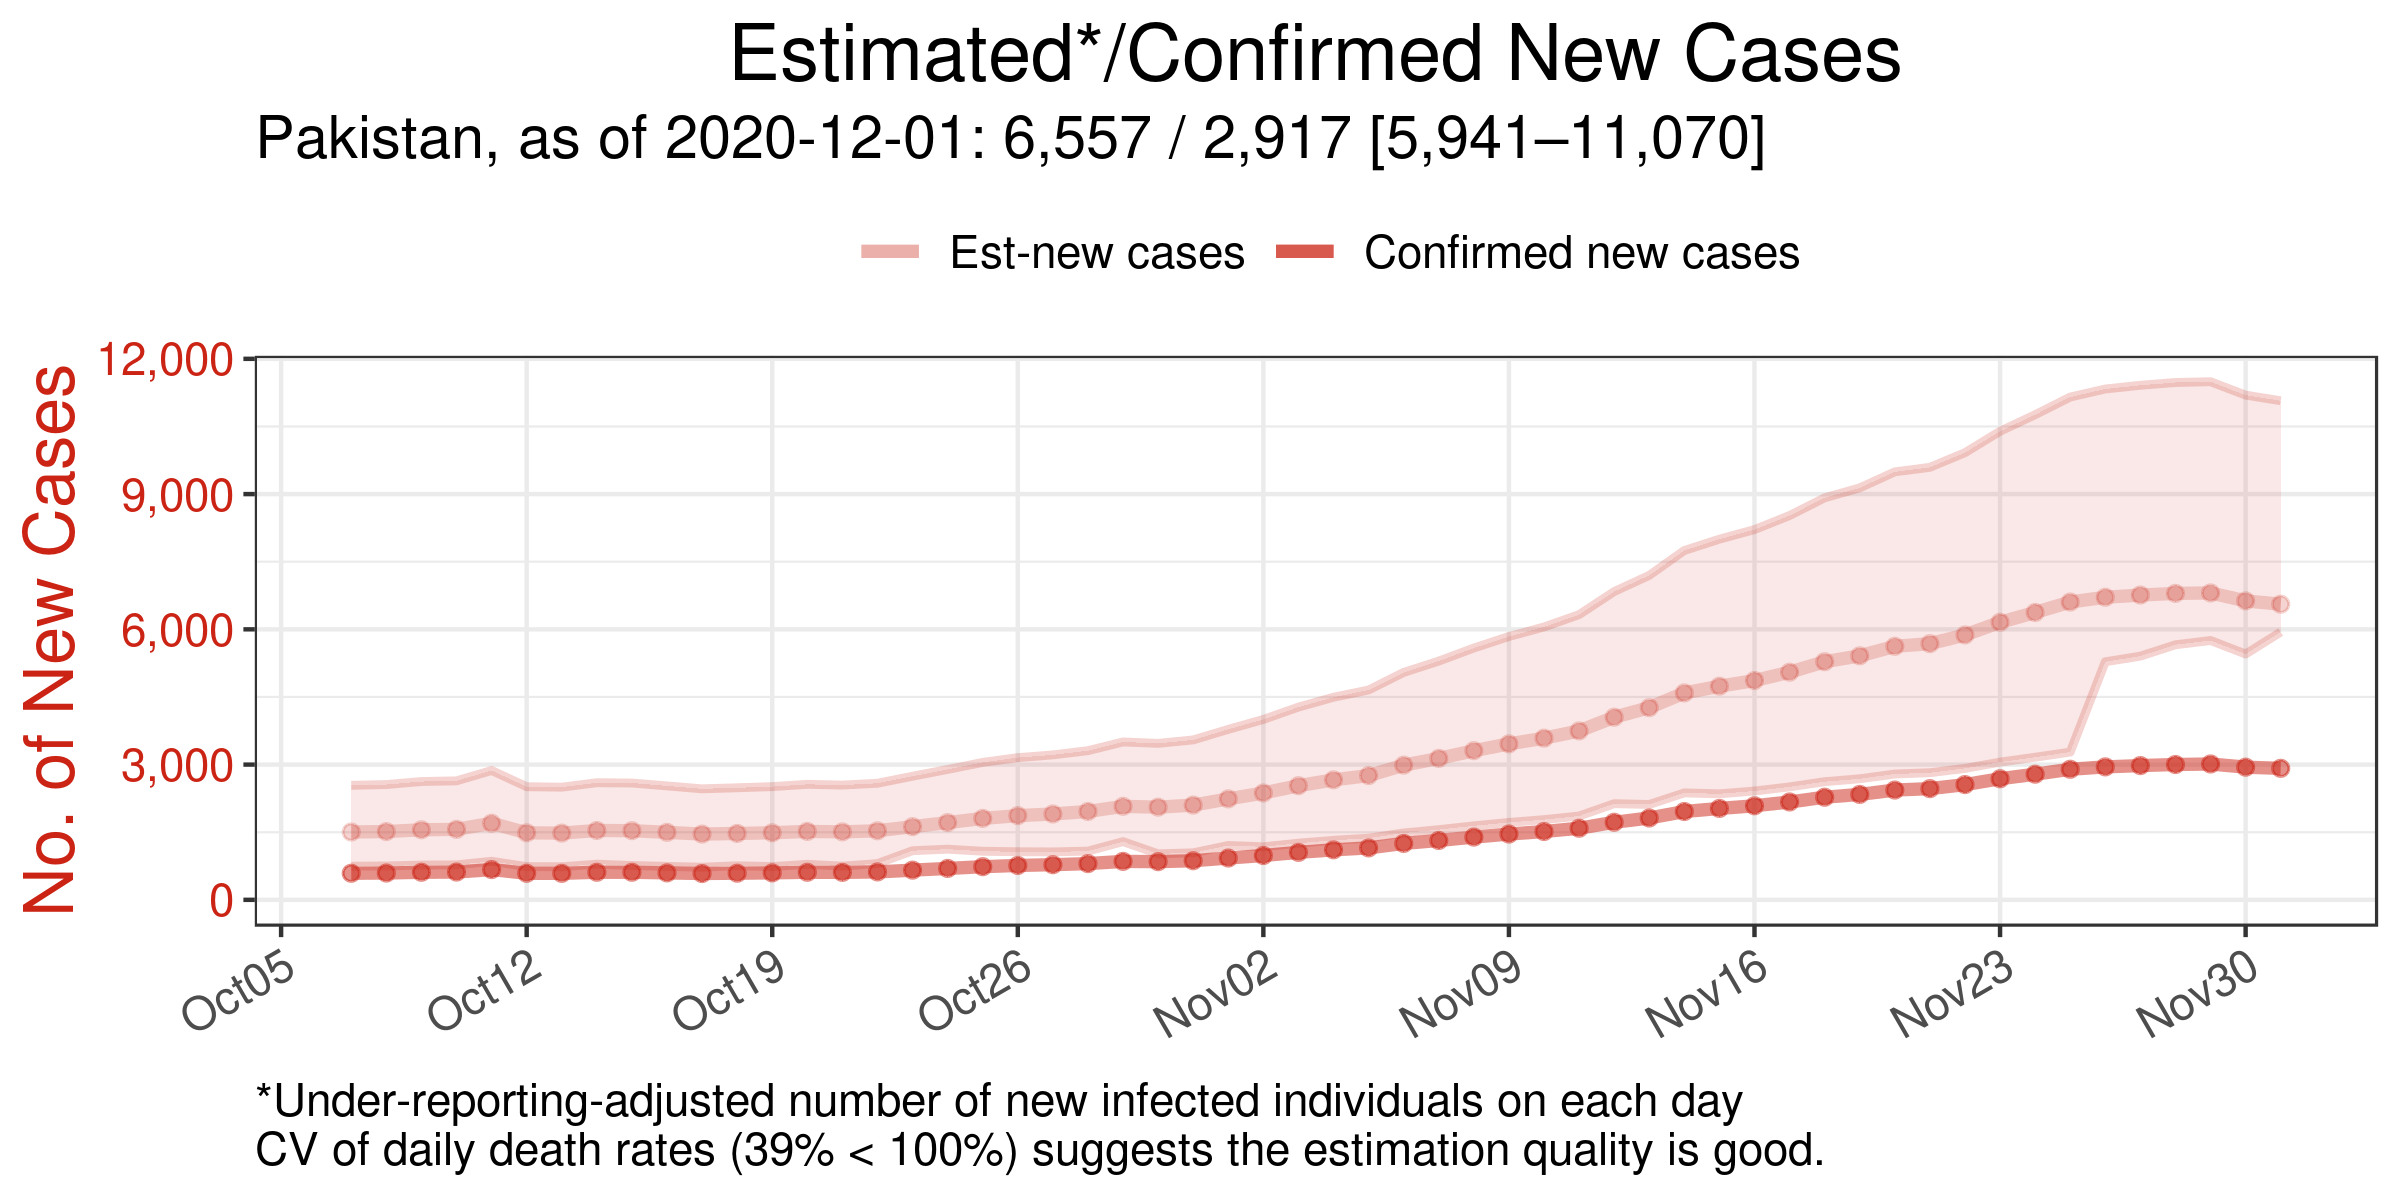 Estimated*/Confirmed New Cases
Pakistan, as of 2020-12-01: 6,557 / 2,917 [5,941–11,070]
Est-new cases
Confirmed new cases
No. of New Cases
12,000
9,000
6,000
3,000
0
Oct05
Oct12
Oct19
Oct26
Nov02
Nov09
Nov16
Nov23
Nov30
*Under-reporting-adjusted number of new infected individuals on each day
CV of daily death rates (39% < 100%) suggests the estimation quality is good.